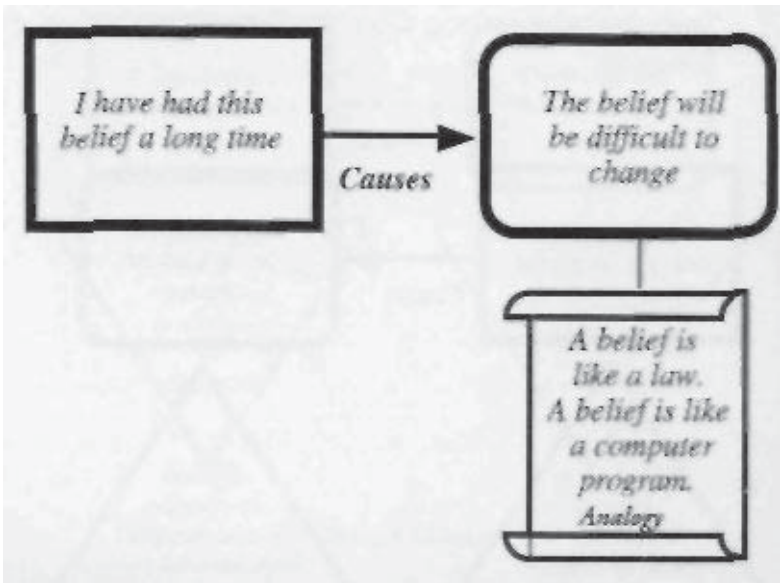 I have had this
belief a long time
Causes
The belief will
be difficult to
change
A belief is
like a law.
A belief is like
a computer
program.
Analogy